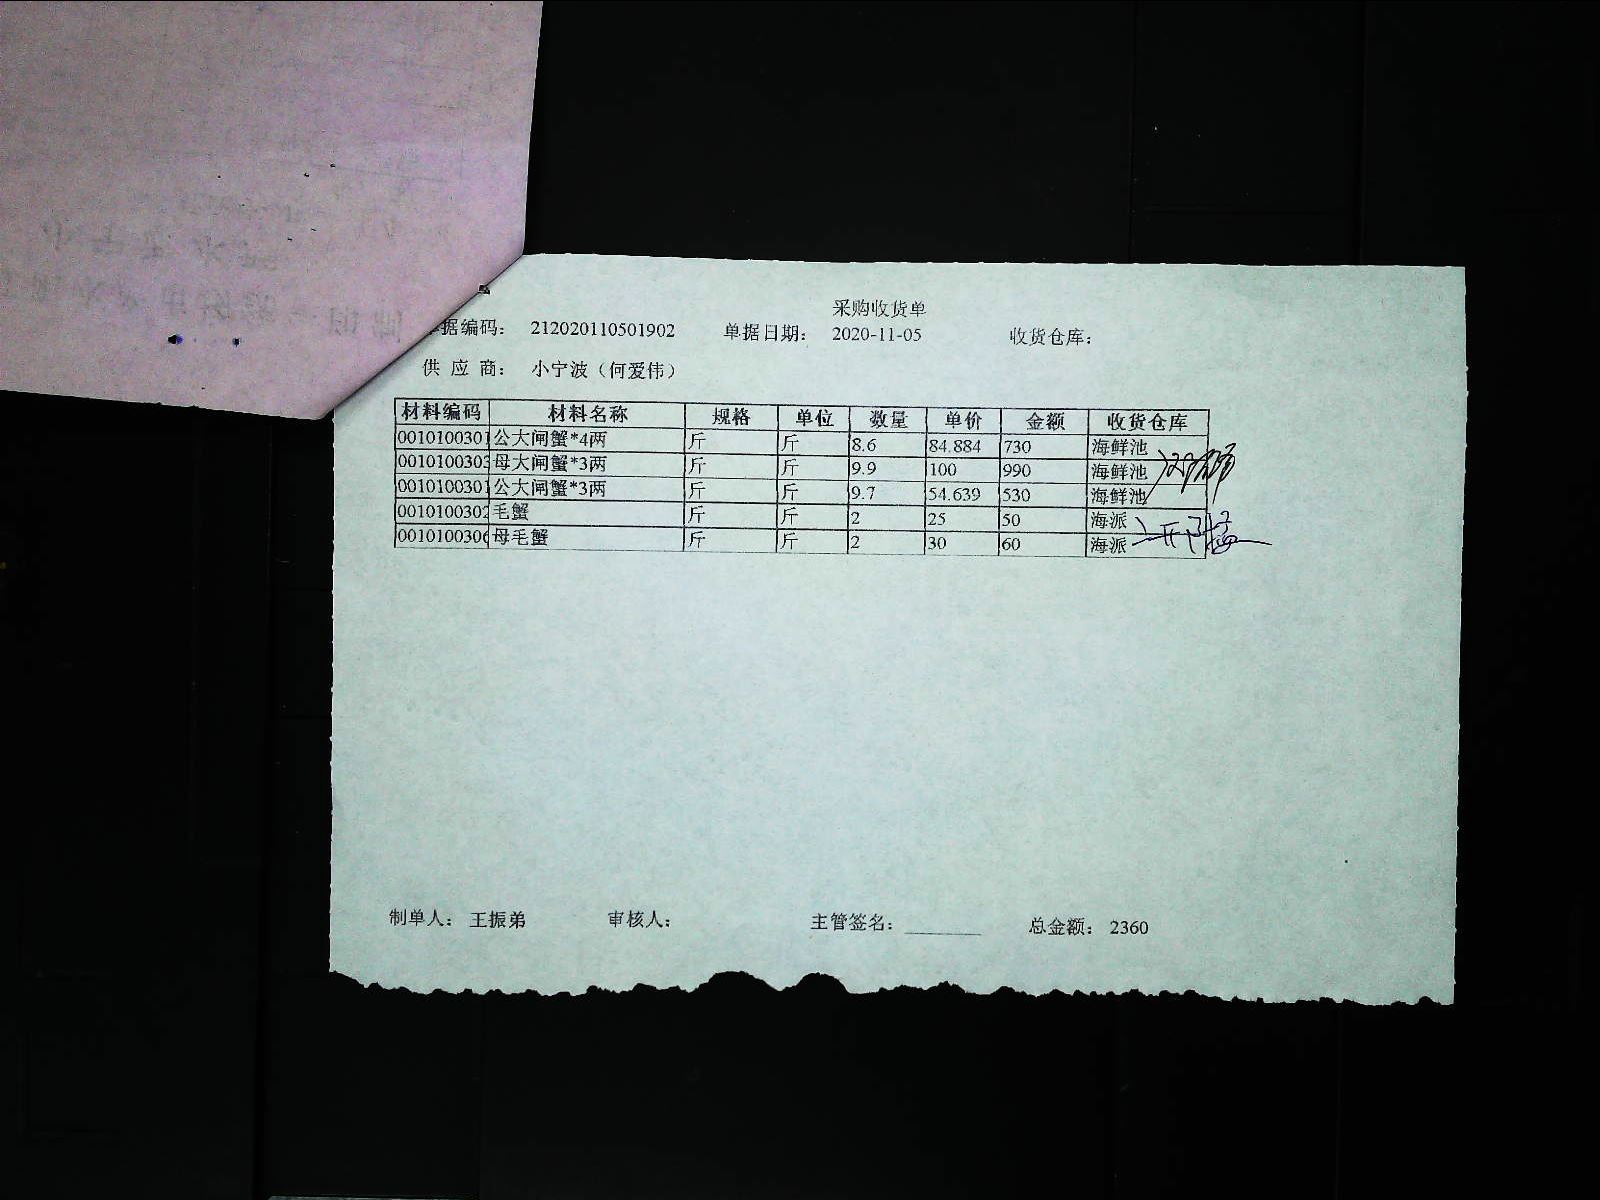 采购收货单
据编码： 212020110501902 单据日期： 2020-11-05 收货仓库：
供 应 商： 小宁波（何爱伟）
材料编码 材料名称 规格 单位 数量 单价 金额 收货仓库
0010100301 公大闸蟹*4两 斤 斤 8.6 84.884 730 海鲜池
0010100303 母大闸蟹*3两 斤 斤 9.9 100 990 海鲜池
0010100301 公大闸蟹*3两 斤 斤 9.7 54.639 530 海鲜池
0010100302 毛蟹 斤 斤 2 25 50 海派
0010100306 母毛蟹 斤 斤 2 30 60 海派
制单人： 王振弟 审核人： 主管签名： 总金额： 2360